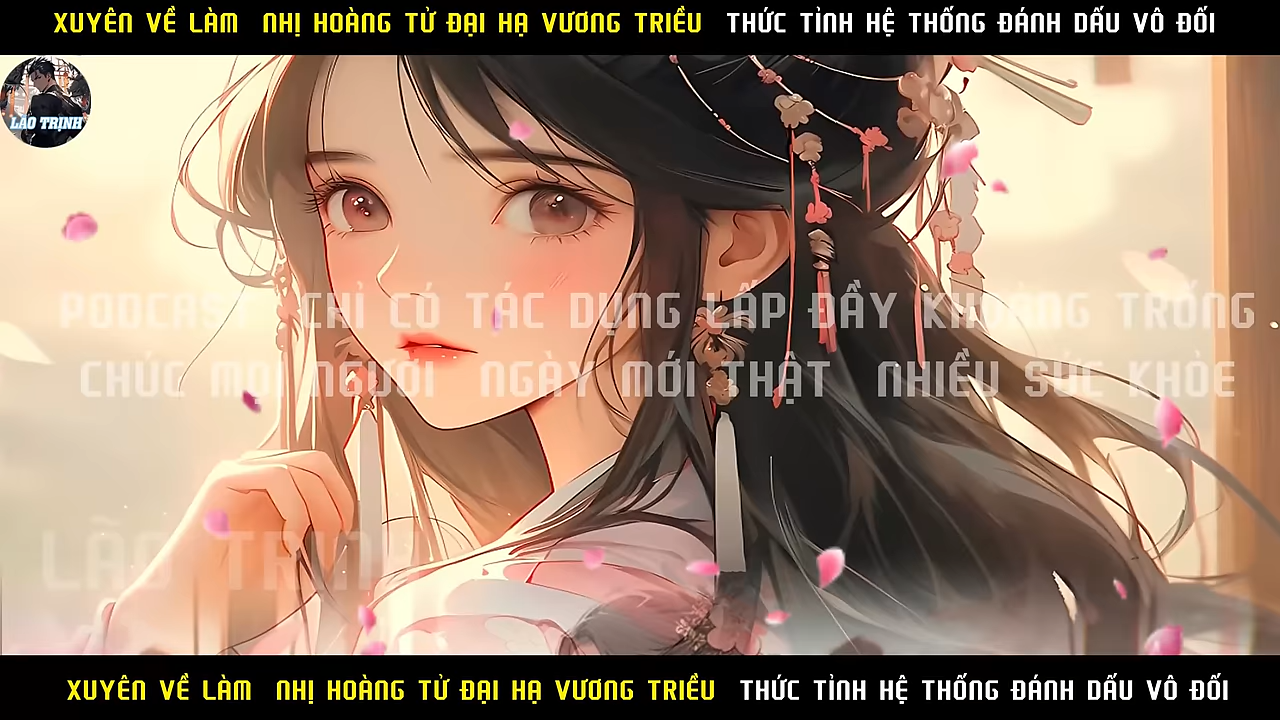 XUYÊN VỀ LÀM NHỊ HOÀNG TỬ ĐẠI HẠ VƯƠNG TRIỀU THỨC TỈNH HỆ THỐNG ĐÁNH DẤU VÔ ĐỐI
LÃO TRỊNH
PODCAST CHỈ CÓ TÁC DỤNG LẤP ĐẦY KHOẢNG TRỐNG
CHÚC MỌI NGƯỜI NGÀY MỚI THẬT NHIỀU SỨC KHỎE
LÃO TRỊNH
XUYÊN VỀ LÀM NHỊ HOÀNG TỬ ĐẠI HẠ VƯƠNG TRIỀU THỨC TỈNH HỆ THỐNG ĐÁNH DẤU VÔ ĐỐI